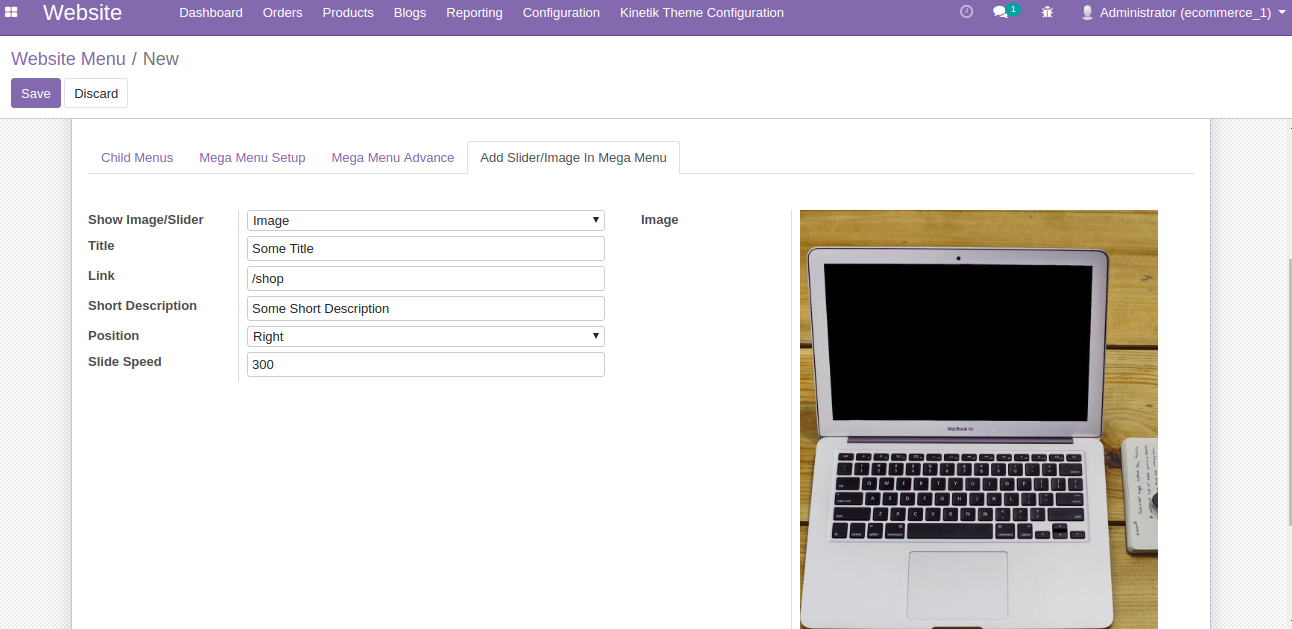 Website Dashboard Orders Products Blogs Reporting Configuration Kinetik Theme Configuration 1 Administrator (ecommerce_1)
Website Menu / New
Save Discard
Child Menus Mega Menu Setup Mega Menu Advance Add Slider/Image In Mega Menu
Show Image/Slider Image Image
Title Some Title
Link /shop
Short Description Some Short Description
Position Right
Slide Speed 300
MacBook Air
Q W E R T Y U I O P
A S D F G H J K L
Z X C V B N M